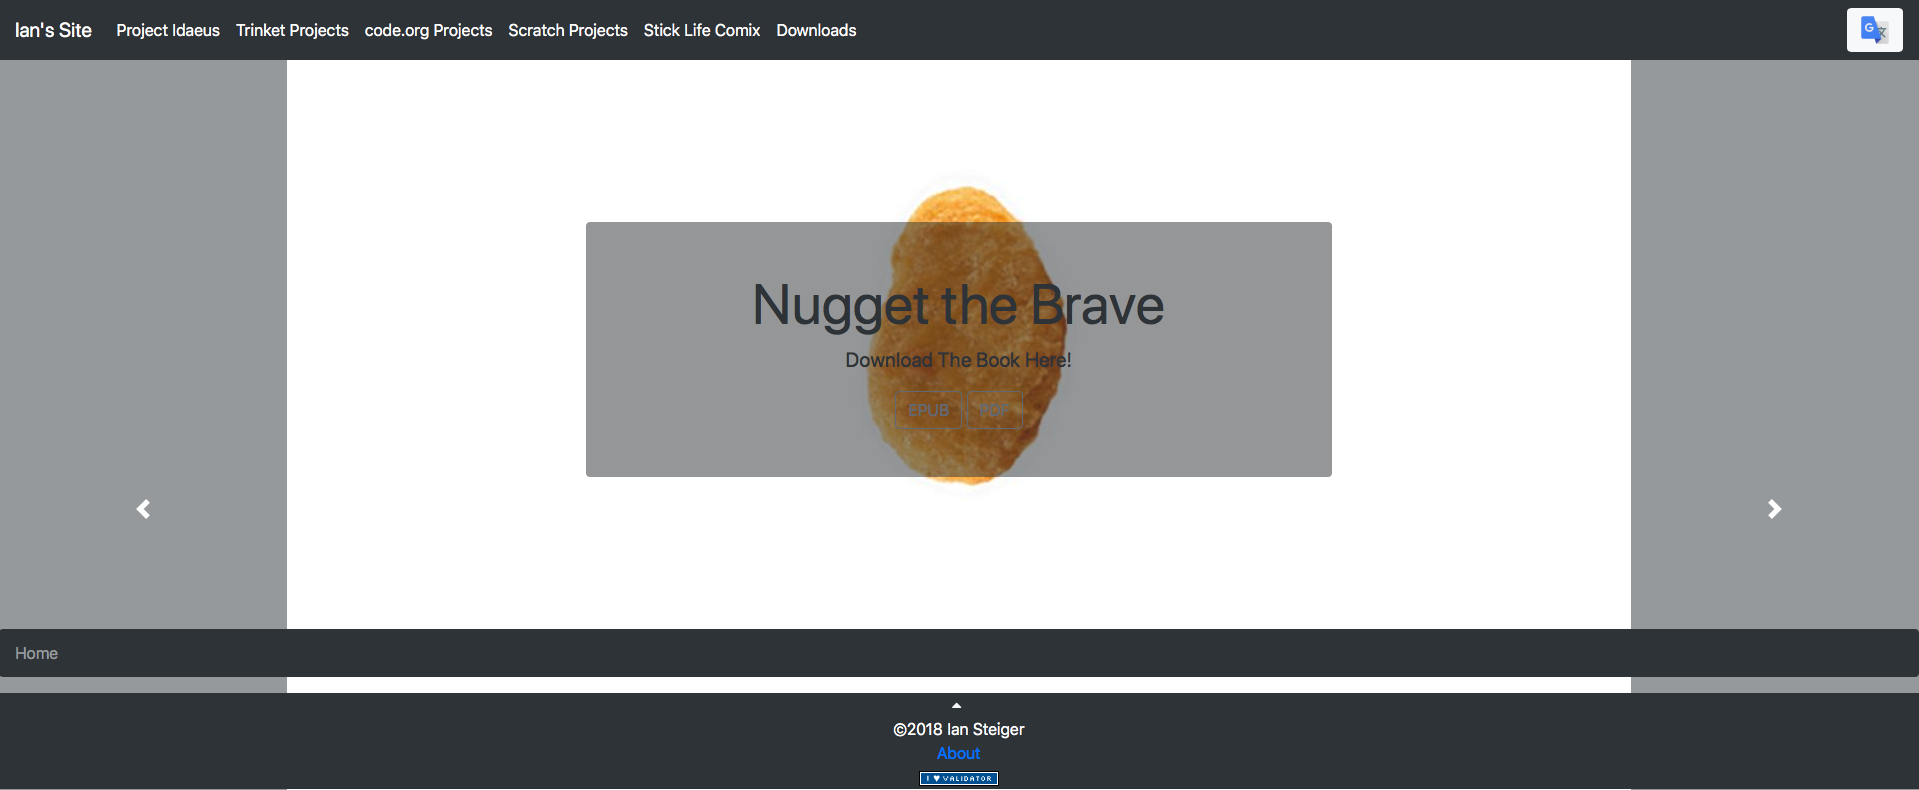 Ian's Site Project Idaeus Trinket Projects code.org Projects Scratch Projects Stick Life Comix Downloads
Nugget the Brave
Download The Book Here!
EPUB PDF
Home
©2018 Ian Steiger
About
I ♥ VALIDATOR